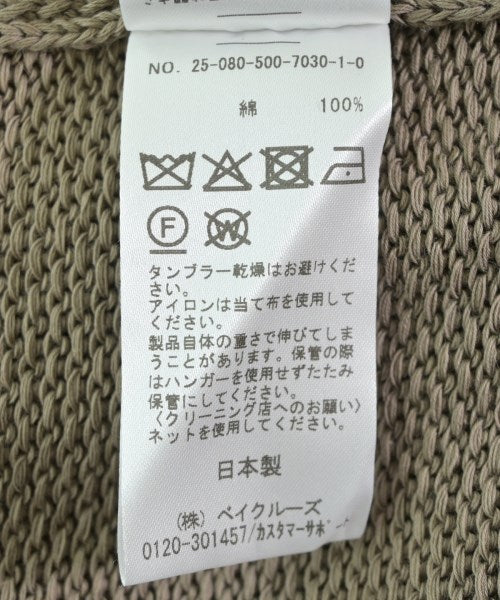 NO. 25-080-500-7030-1-0
綿 100%
F
W
タンブラー乾燥はお避けくだ
さい。
アイロンは当て布を使用して
ください。
製品自体の重さで伸びてしま
うことがあります。保管の際
はハンガーを使用せずたたみ
保管にしてください。
〈クリーニング店へのお願い〉
ネットを使用してください。
日本製
（株）ベイクルーズ
0120-301457/カスタマーサポート